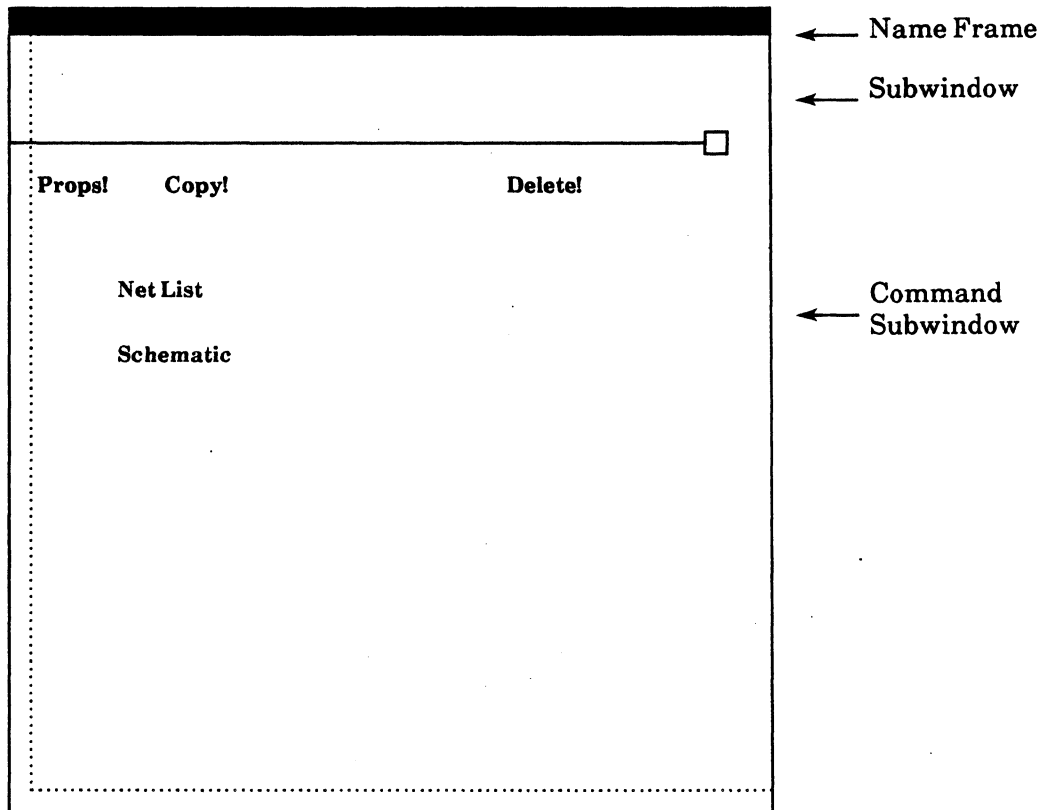 Name Frame
Subwindow
Props! Copy! Delete!
Net List
Command
Subwindow
Schematic